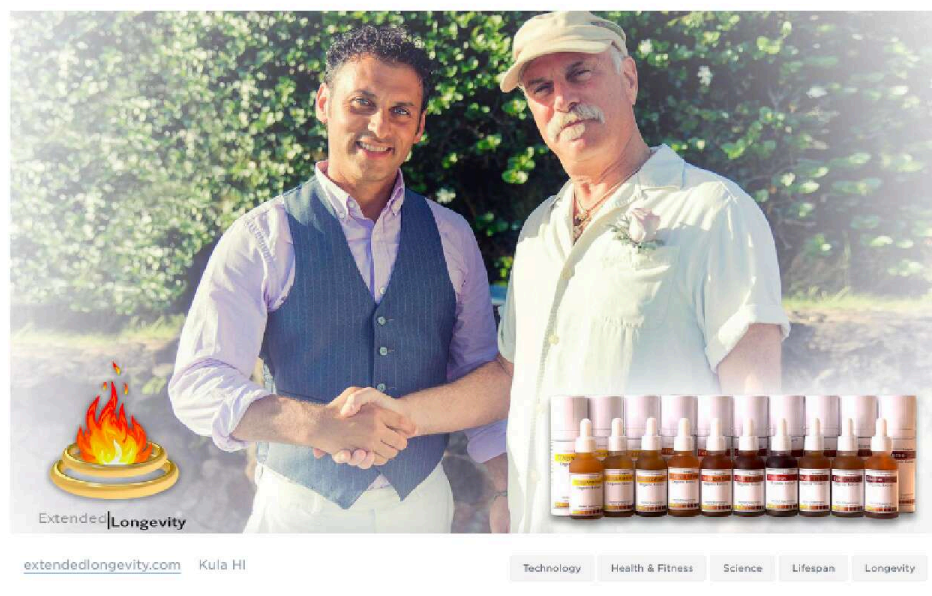 Extended|Longevity
extendedlongevity.com
Kula HI
Technology
Health & Fitness
Science
Lifespan
Longevity